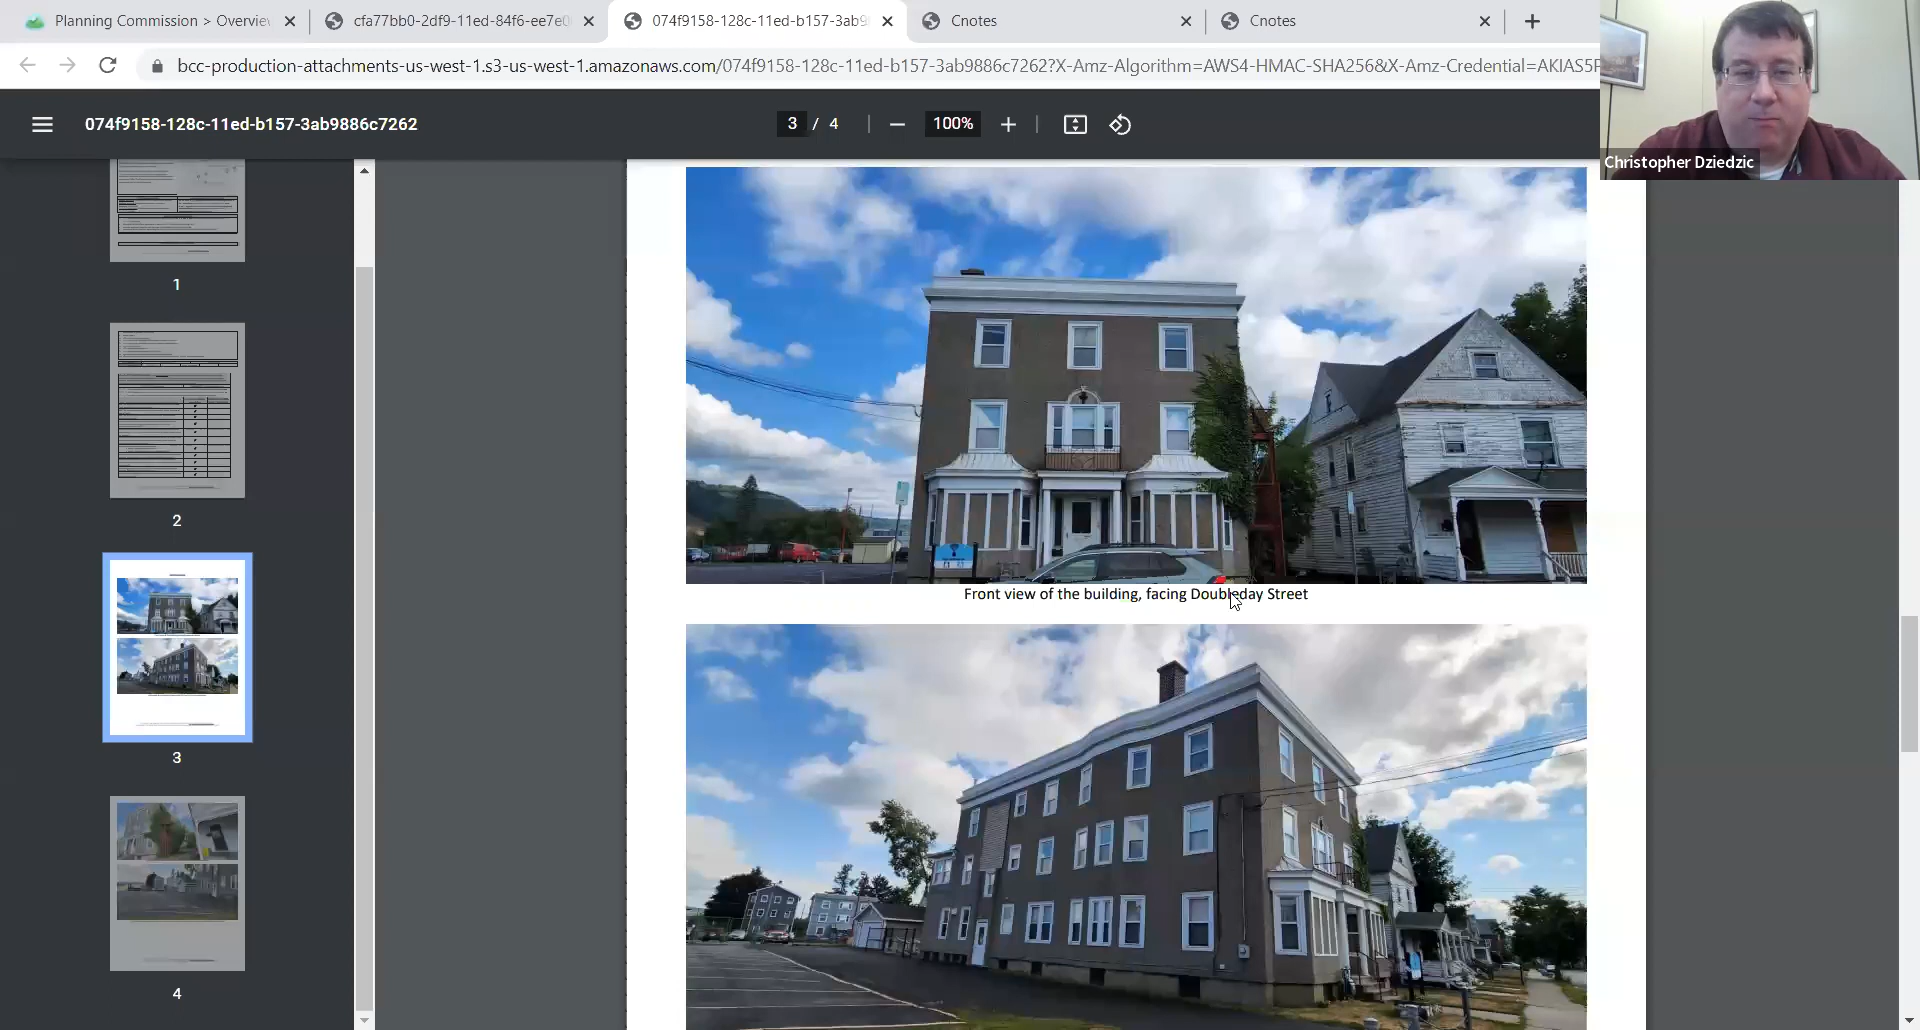 Planning Commission > Overvie
cfa77bb0-2df9-11ed-84f6-ee7e0
074f9158-128c-11ed-b157-3ab9
Cnotes
Cnotes
bcc-production-attachments-us-west-1.s3-us-west-1.amazonaws.com/074f9158-128c-11ed-b157-3ab9886c7262?X-Amz-Algorithm=AWS4-HMAC-SHA256&X-Amz-Credential=AKIAS5F
074f9158-128c-11ed-b157-3ab9886c7262
3 / 4
100%
Christopher Dziedzic
1
2
3
4
Front view of the building, facing Doubleday Street